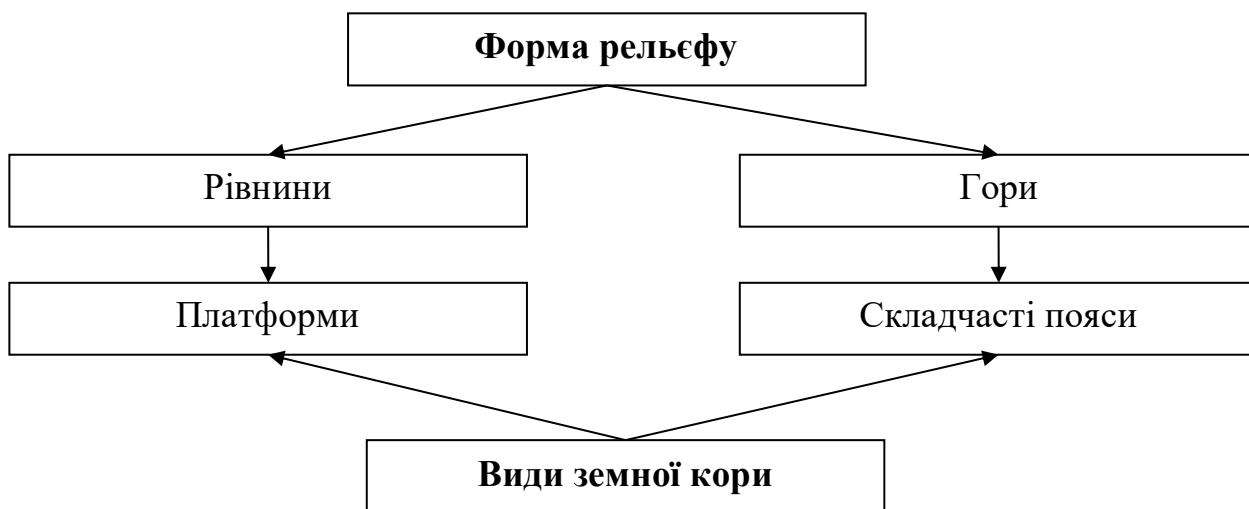 Форма рельєфу
Рівнини
Гори
Платформи
Складчасті пояси
Види земної кори